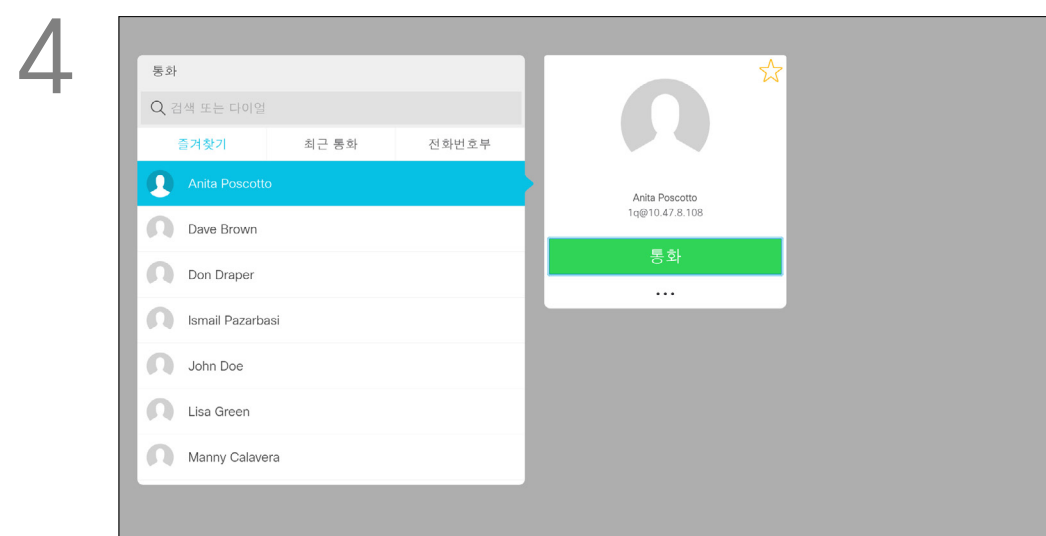 4
통화
검색 또는 다이얼
즐겨찾기 최근 통화 전화번호부
Anita Poscotto
Dave Brown
Don Draper
Ismail Pazarbasi
John Doe
Lisa Green
Manny Calavera
Anita Poscotto
1q@10.47.8.108
통화
...